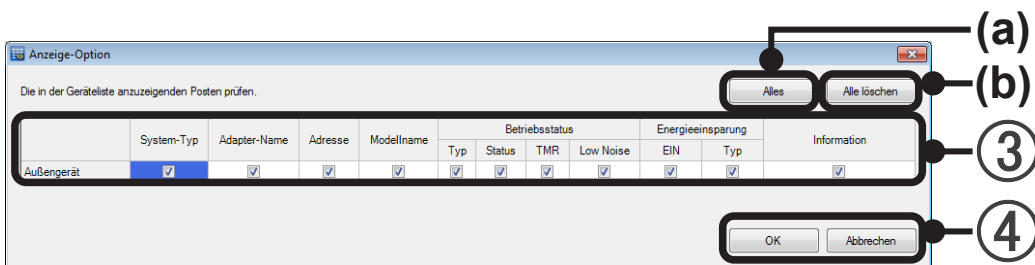 (a)
Anzeige-Option
Die in der Geräteliste anzuzeigenden Posten prüfen.
Alles
Alle löschen
(b)
System-Typ
Adapter-Name
Adresse
Modellname
Betriebsstatus
Energieeinsparung
Information
Typ
Status
TMR
Low Noise
EIN
Typ
Außengerät
3
OK
Abbrechen
4